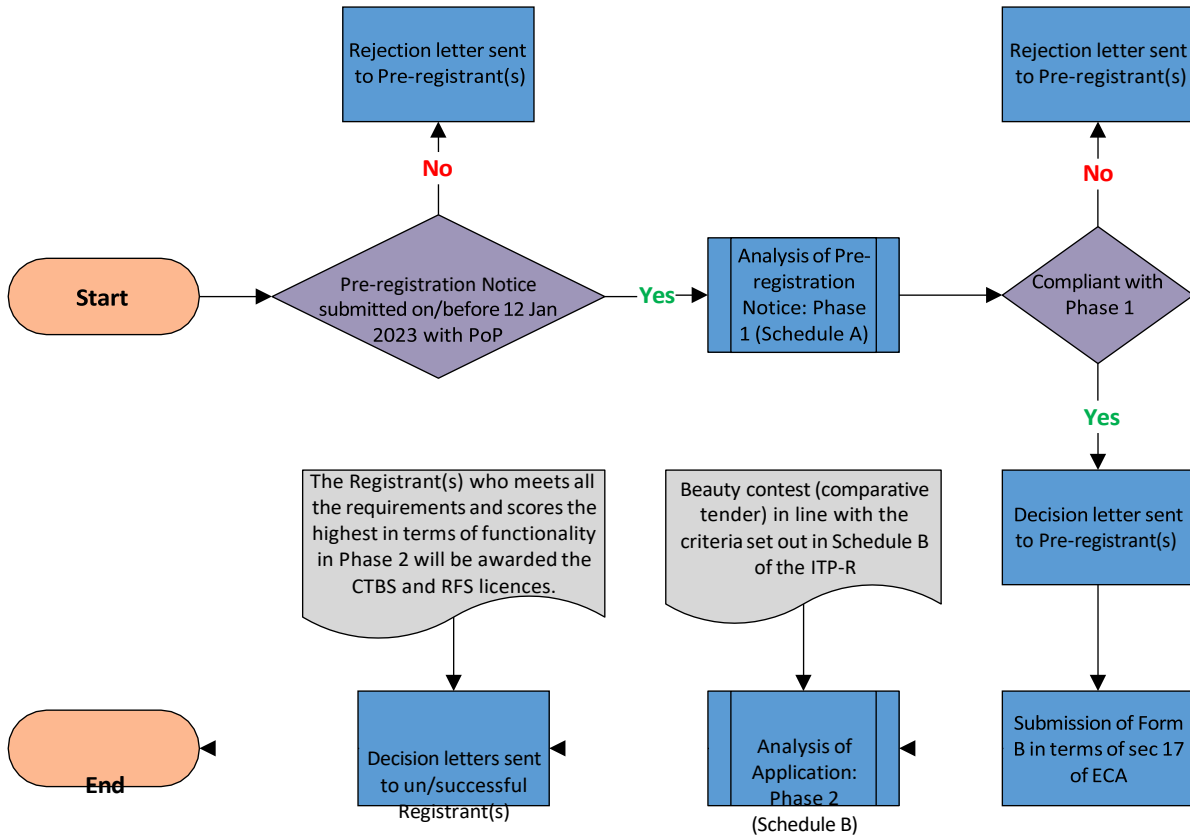 Rejection letter sent
to Pre-registrant(s)
Rejection letter sent
to Pre-registrant(s)
No
No
Start
Pre-registration Notice
submitted on/before 12 Jan
2023 with PoP
Yes
Analysis of Pre-
registration
Notice: Phase
1 (Schedule A)
Compliant with
Phase 1
Yes
The Registrant(s) who meets all
the requirements and scores the
highest in terms of functionality
in Phase 2 will be awarded the
CTBS and RFS licences.
Beauty contest (comparative
tender) in line with the
criteria set out in Schedule B
of the ITP-R
Decision letter sent
to Pre-registrant(s)
End
Decision letters sent
to un/successful
Registrant(s)
Analysis of
Application:
Phase 2
(Schedule B)
Submission of Form
B in terms of sec 17
of ECA